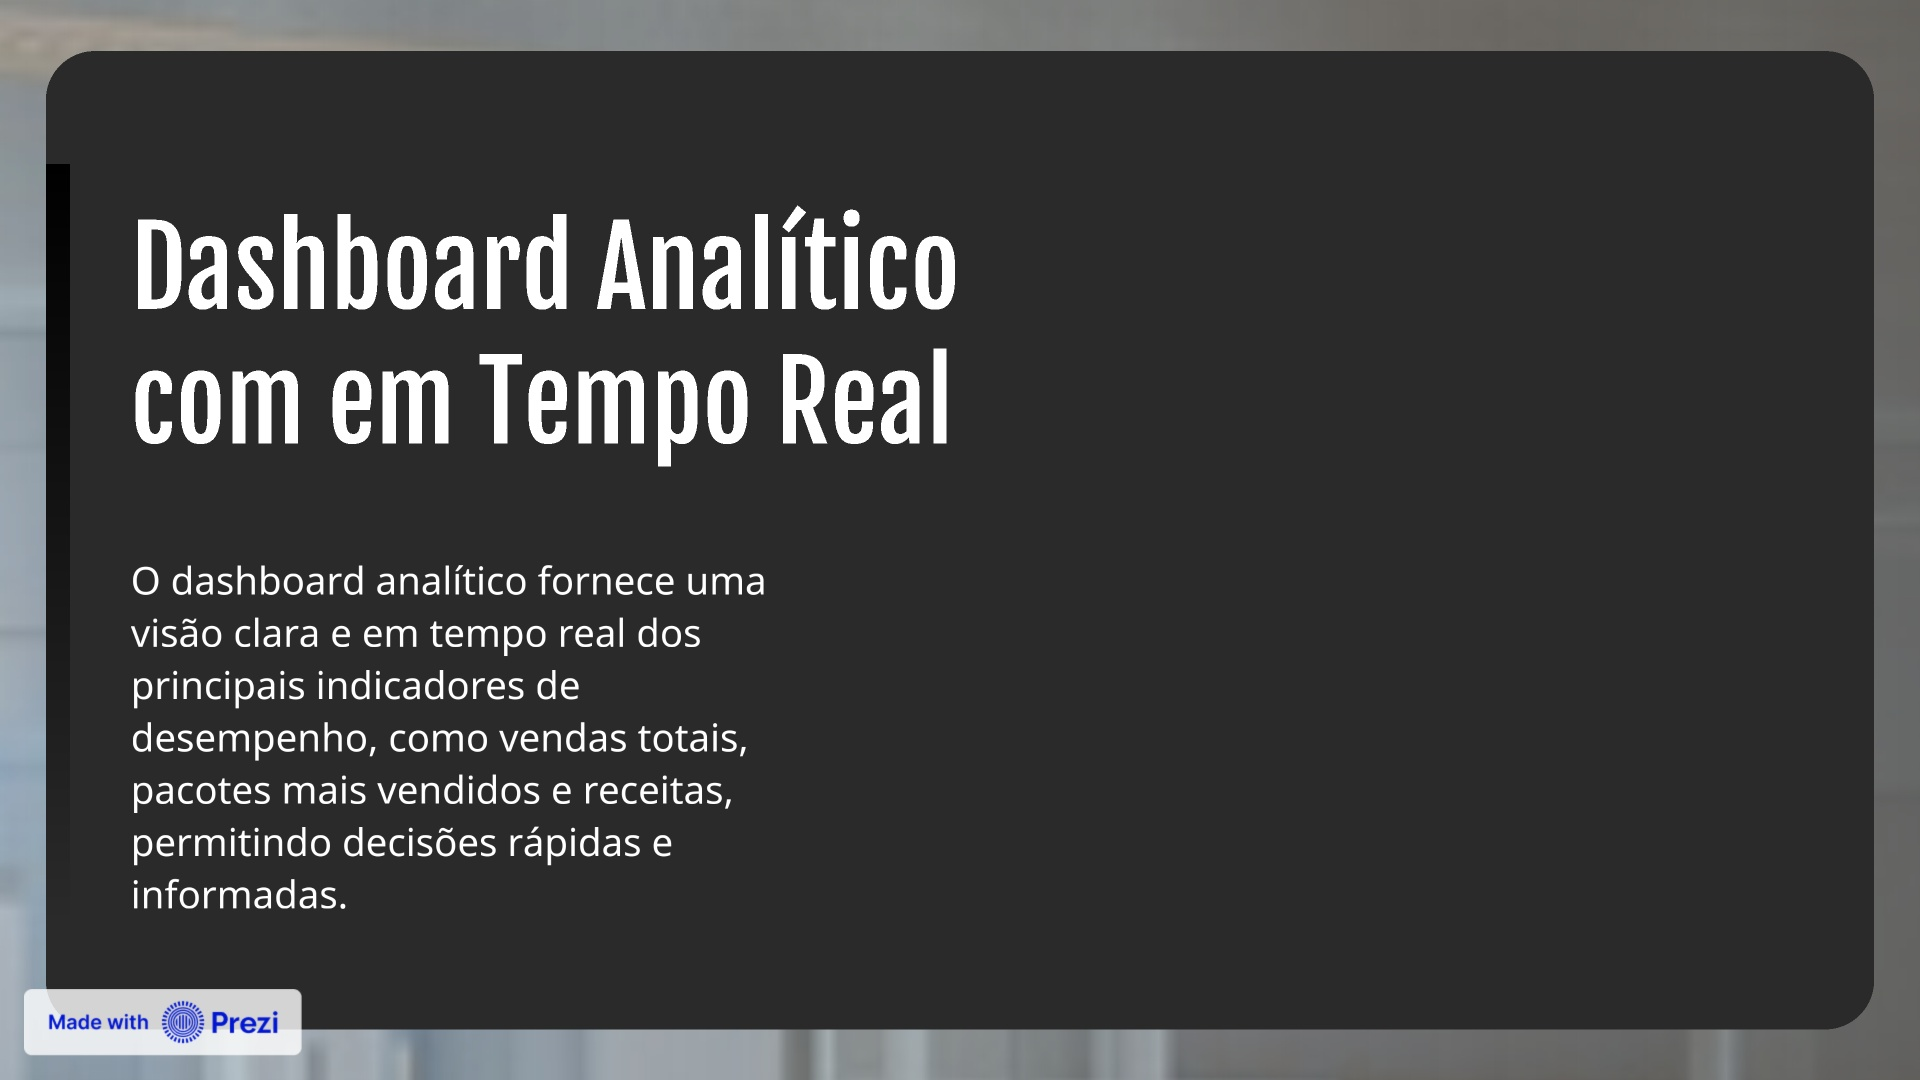 Dashboard Analítico
com em Tempo Real
O dashboard analítico fornece uma
visão clara e em tempo real dos
principais indicadores de
desempenho, como vendas totais,
pacotes mais vendidos e receitas,
permitindo decisões rápidas e
informadas.
Made with Prezi